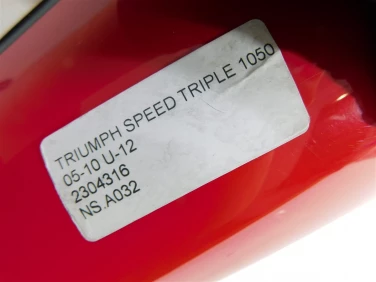 TRIUMPH SPEED TRIPLE 1050
05-10 U-12
2304316
NS.A032